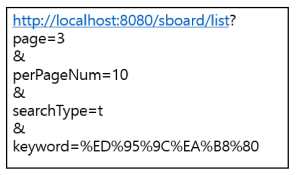 http://localhost:8080/sboard/list?
page=3
&
perPageNum=10
&
searchType=t
&
keyword=%ED%95%9C%EA%B8%80